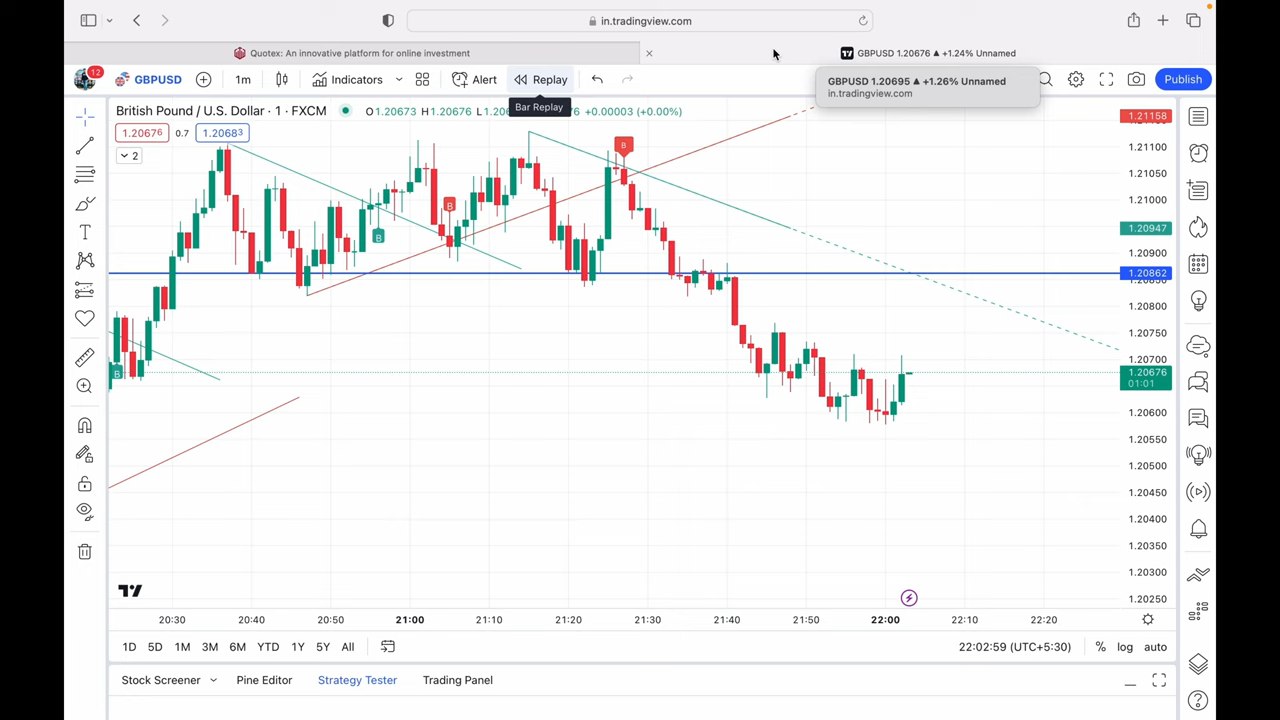 in.tradingview.com
Quotex: An innovative platform for online investment
GBPUSD 1.20676 ▲ +1.24% Unnamed
12
GBPUSD
1m
Indicators
Alert
Replay
Publish
GBPUSD 1.20695 ▲ +1.26% Unnamed
in.tradingview.com
Bar Replay
British Pound / U.S. Dollar · 1 · FXCM
O1.20673 H1.20675 +0.00003 (+0.00%)
1.20676
0.7
1.20683
2
B
B
B
B
1.21158
1.21100
1.21050
1.21000
1.20947
1.20900
1.20862
1.20800
1.20750
1.20700
1.20676
01:01
1.20600
1.20550
1.20500
1.20450
1.20400
1.20350
1.20300
1.20250
20:30 20:40 20:50 21:00 21:10 21:20 21:30 21:40 21:50 22:00 22:10 22:20
1D 5D 1M 3M 6M YTD 1Y 5Y All
22:02:59 (UTC+5:30)
% log auto
Stock Screener Pine Editor Strategy Tester Trading Panel